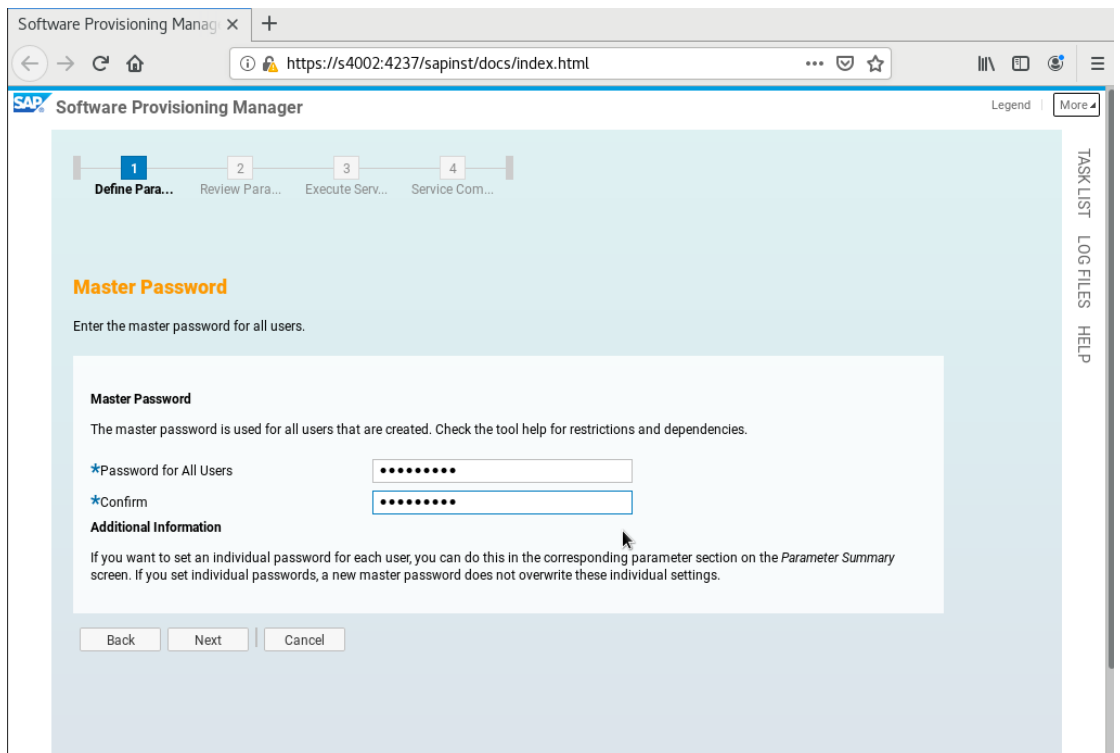 Software Provisioning Manag
https://s4002:4237/sapinst/docs/index.html
SAP Software Provisioning Manager
Legend
More
1
2
3
4
Define Para...
Review Para...
Execute Serv...
Service Com...
TASK LIST
LOG FILES
HELP
Master Password
Enter the master password for all users.
Master Password
The master password is used for all users that are created. Check the tool help for restrictions and dependencies.
*Password for All Users
*Confirm
Additional Information
If you want to set an individual password for each user, you can do this in the corresponding parameter section on the Parameter Summary
screen. If you set individual passwords, a new master password does not overwrite these individual settings.
Back
Next
Cancel